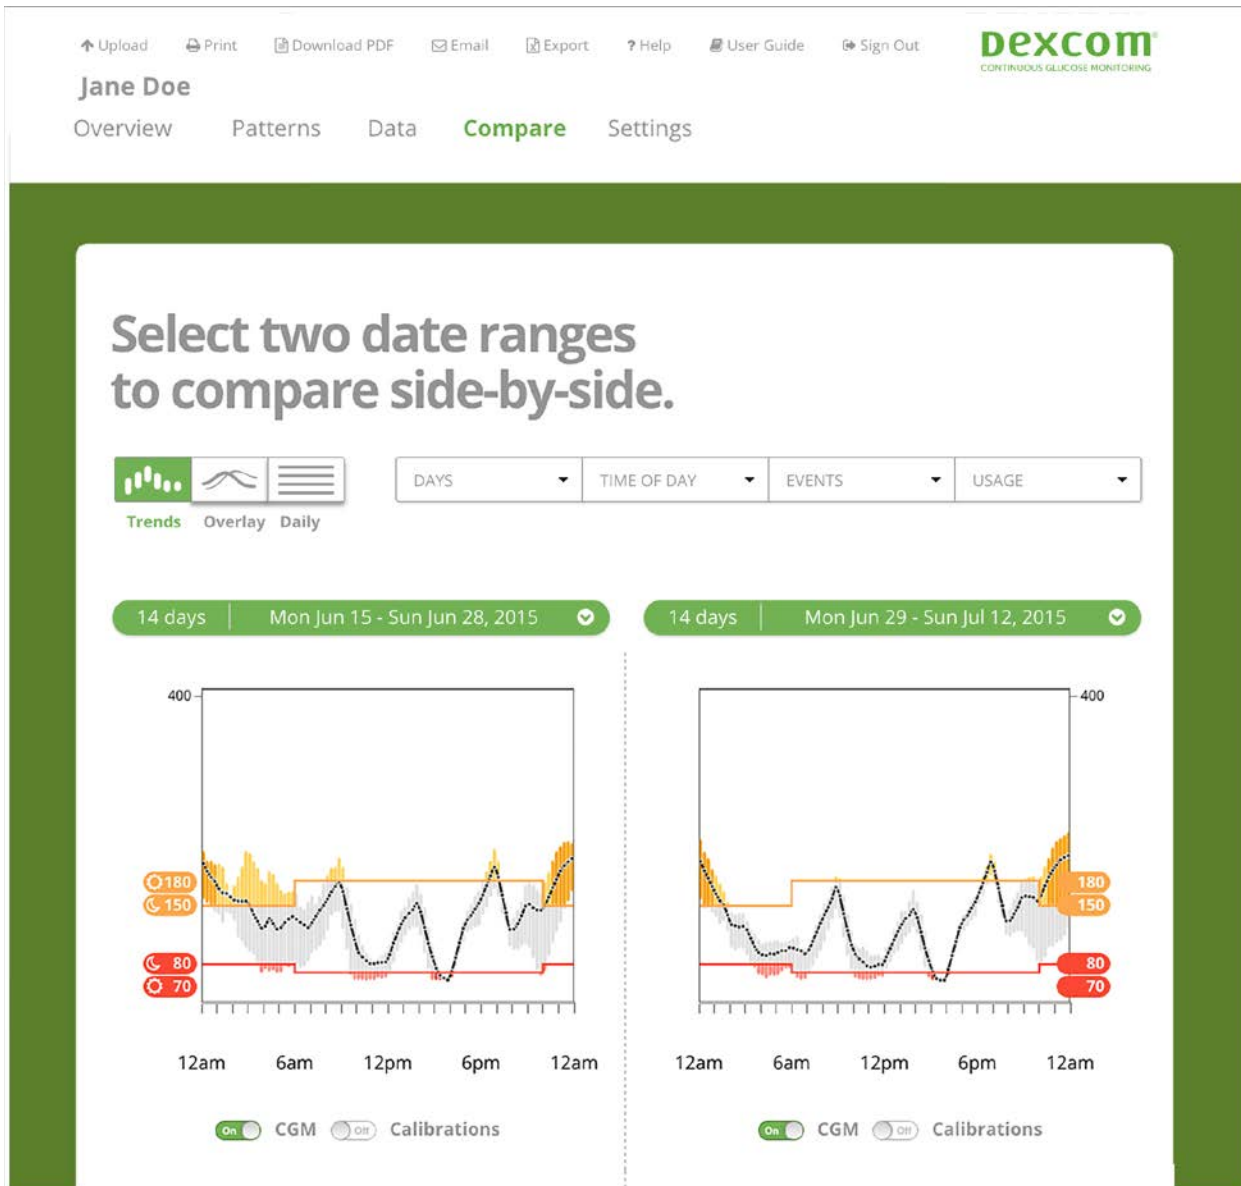 Upload Print Download PDF Email Export ? Help User Guide Sign Out
Dexcom®
CONTINUOUS GLUCOSE MONITORING
Jane Doe
Overview Patterns Data Compare Settings
Select two date ranges
to compare side-by-side.
DAYS TIME OF DAY EVENTS USAGE
Trends Overlay Daily
14 days Mon Jun 15 - Sun Jun 28, 2015
14 days Mon Jun 29 - Sun Jul 12, 2015
400
180
150
80
70
12am 6am 12pm 6pm 12am
On CGM Off Calibrations
400
180
150
80
70
12am 6am 12pm 6pm 12am
On CGM Off Calibrations